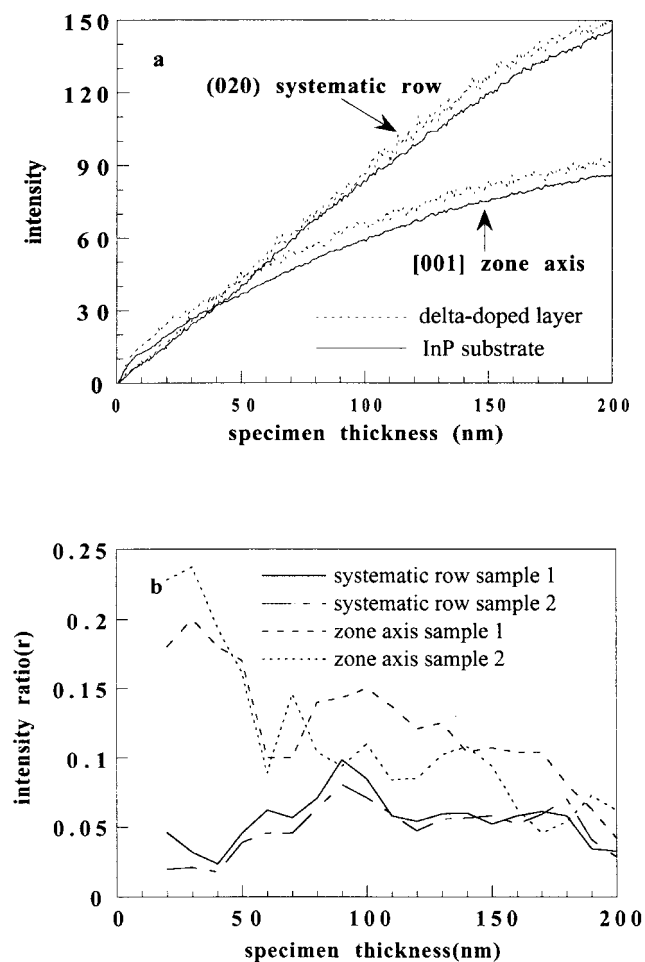 150
a
(020) systematic row
120
90
intensity
60
[001] zone axis
30
delta-doped layer
InP substrate
0
0 50 100 150 200
specimen thickness (nm)
0.25
b
systematic row sample 1
systematic row sample 2
0.2
zone axis sample 1
zone axis sample 2
0.15
intensity ratio(r)
0.1
0.05
0
0 50 100 150 200
specimen thickness(nm)